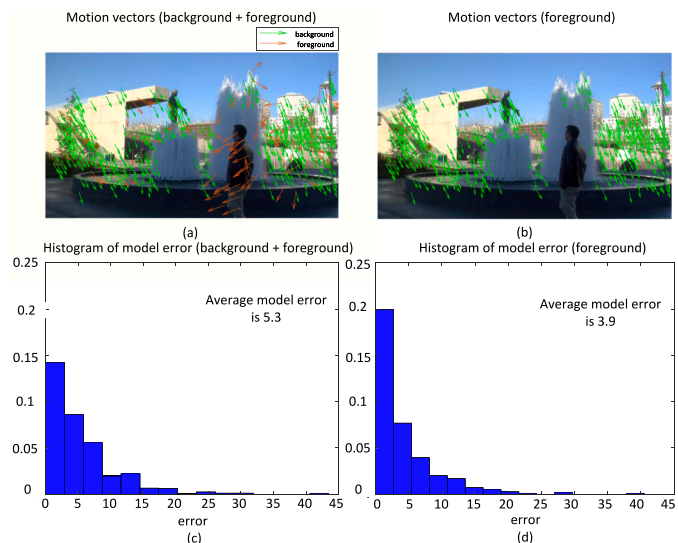 Motion vectors (background + foreground)
Motion vectors (foreground)
background
foreground
(a)
(b)
Histogram of model error (background + foreground)
Histogram of model error (foreground)
0.25
0.2
0.15
0.1
0.05
0
Average model error
is 5.3
0 5 10 15 20 25 30 35 40 45
error
(c)
0.25
0.2
0.15
0.1
0.05
0
Average model error
is 3.9
0 5 10 15 20 25 30 35 40 45
error
(d)